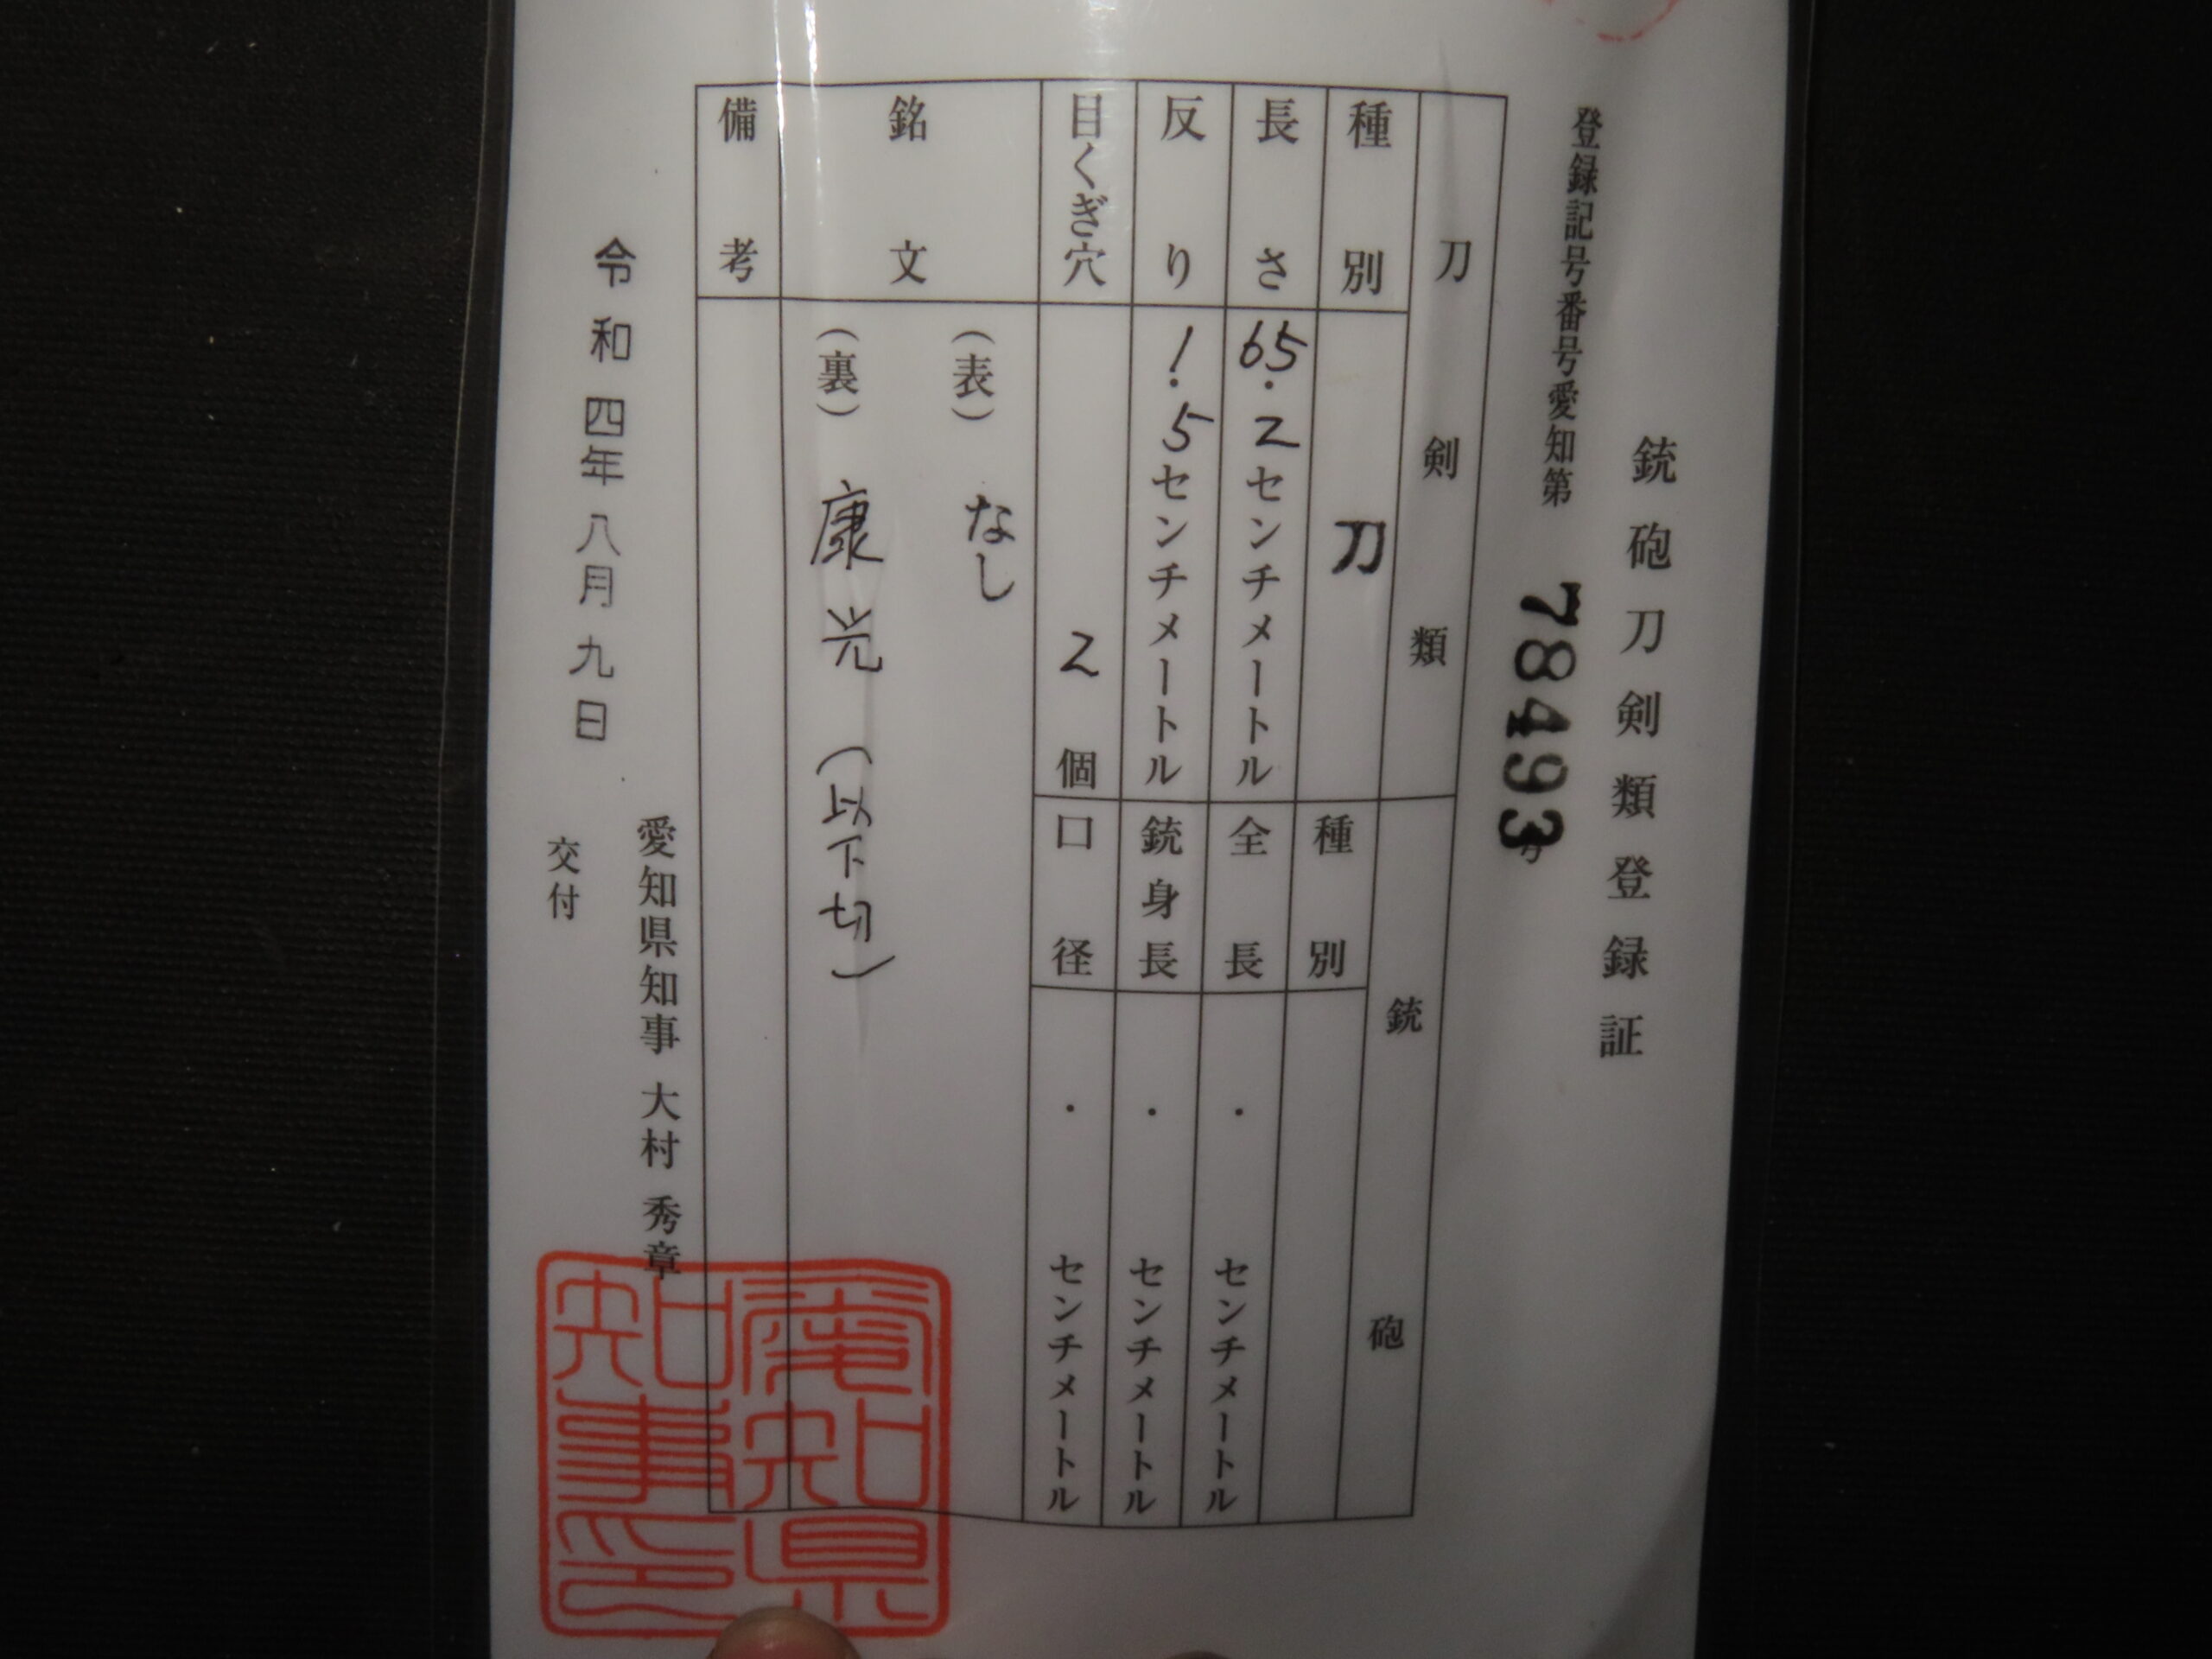 銃砲刀剣類登録証
登録記号番号愛知第 78493号
刀剣類
種別 刀
長さ 65.2センチメートル
反り 1.5センチメートル
目くぎ穴 2個
銃砲
種別
全長 ・ センチメートル
銃身長 ・ センチメートル
口径 ・ センチメートル
銘文
(表) なし
(裏) 康光 (以下切)
備考
令和四年八月九日
愛知県知事 大村 秀章
交付
愛知県
知事印